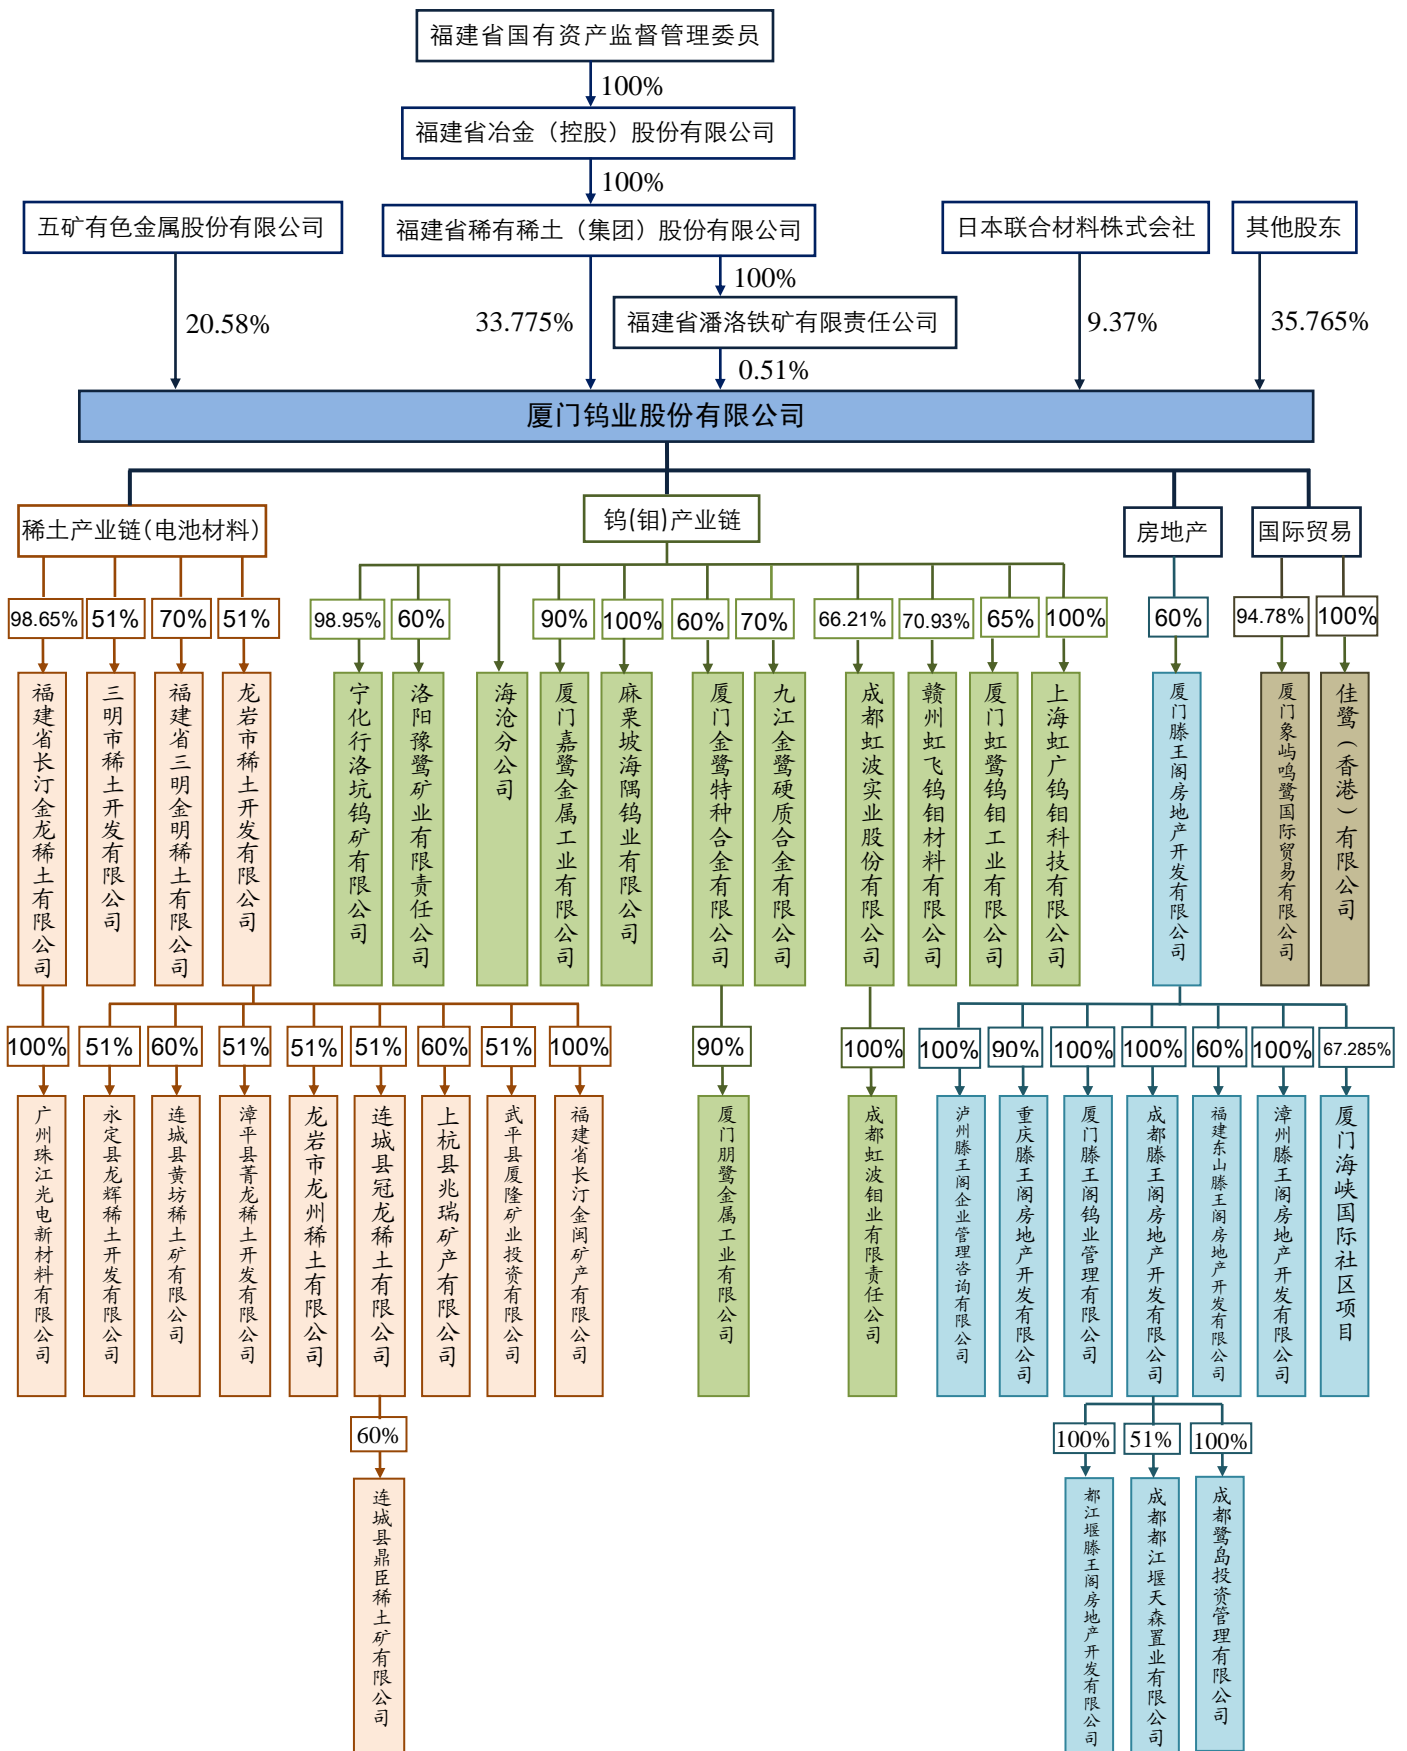 福建省国有资产监督管理委员
100%
福建省冶金（控股）股份有限公司
100%
五矿有色金属股份有限公司
福建省稀有稀土（集团）股份有限公司
日本联合材料株式会社
其他股东
100%
20.58%
33.775%
福建省潘洛铁矿有限责任公司
9.37%
35.765%
0.51%
厦门钨业股份有限公司
稀土产业链(电池材料)
钨(钼)产业链
房地产
国际贸易
98.65%
51%
70%
51%
98.95%
60%
90%
100%
60%
70%
66.21%
70.93%
65%
100%
60%
94.78%
100%
福建省长汀金龙稀土有限公司
三明市稀土开发有限公司
福建省三明金明稀土有限公司
龙岩市稀土开发有限公司
宁化行洛坑钨矿有限公司
洛阳豫鹭矿业有限责任公司
海沧分公司
厦门嘉鹭金属工业有限公司
麻栗坡海隅钨业有限公司
厦门金鹭特种合金有限公司
九江金鹭硬质合金有限公司
成都虹波实业股份有限公司
赣州虹飞钨钼材料有限公司
厦门虹鹭钨钼工业有限公司
上海虹广钨钼科技有限公司
厦门滕王阁房地产开发有限公司
厦门象屿鸣鹭国际贸易有限公司
佳鹭（香港）有限公司
100%
51%
60%
51%
51%
51%
60%
51%
100%
90%
100%
100%
90%
100%
100%
60%
100%
67.285%
广州珠江光电新材料有限公司
永定县龙辉稀土开发有限公司
连城县黄坊稀土矿有限公司
漳平县菁龙稀土开发有限公司
龙岩市龙州稀土有限公司
连城县冠龙稀土有限公司
上杭县兆瑞矿产有限公司
武平县厦隆矿业投资有限公司
福建省长汀金闽矿产有限公司
厦门朋鹭金属工业有限公司
成都虹波钼业有限责任公司
泸州滕王阁企业管理咨询有限公司
重庆滕王阁房地产开发有限公司
厦门滕王阁钨业管理有限公司
成都滕王阁房地产开发有限公司
福建东山滕王阁房地产开发有限公司
漳州滕王阁房地产开发有限公司
厦门海峡国际社区项目
60%
100%
51%
100%
连城县鼎臣稀土矿有限公司
都江堰滕王阁房地产开发有限公司
成都都江堰天森置业有限公司
成都鹭岛投资管理有限公司